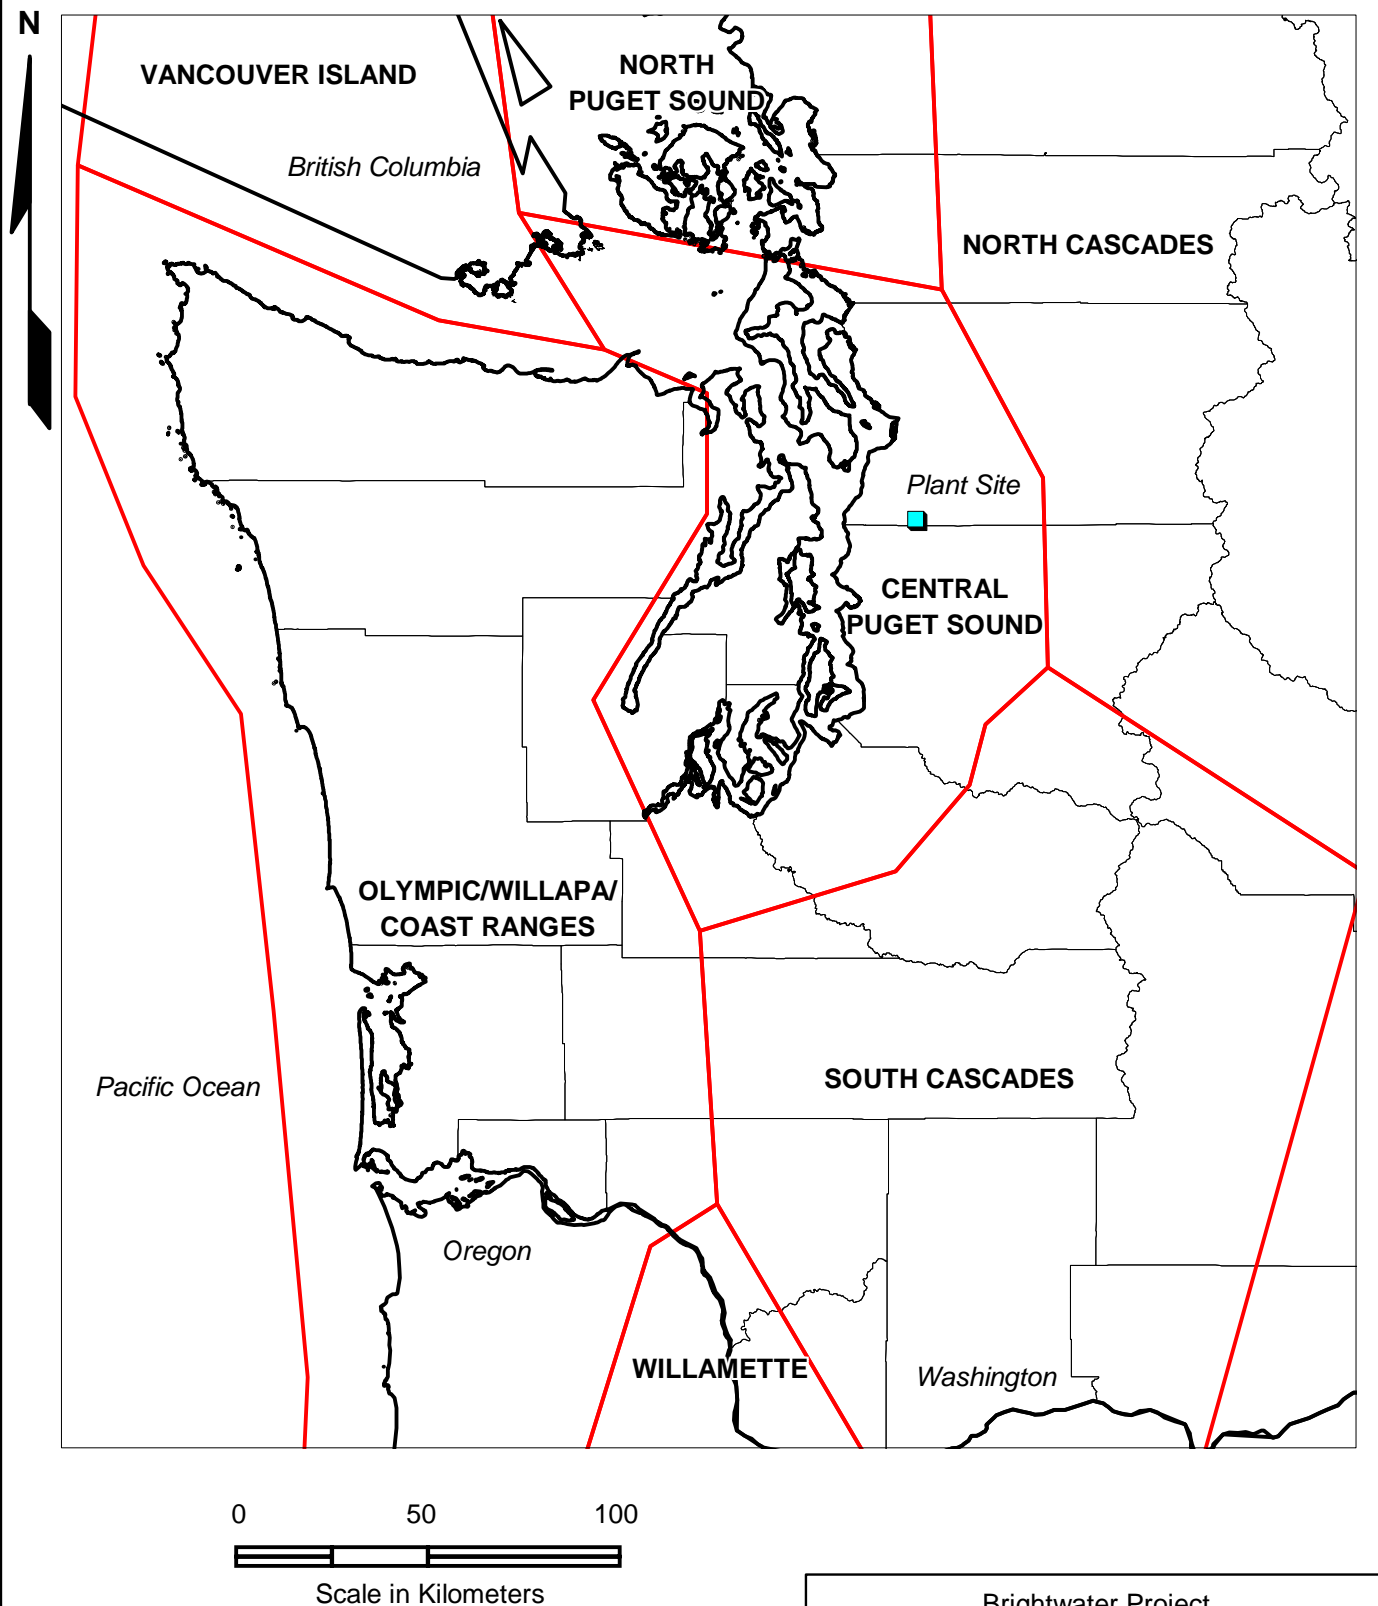 N
VANCOUVER ISLAND
NORTH
PUGET SOUND
British Columbia
NORTH CASCADES
Plant Site
CENTRAL
PUGET SOUND
OLYMPIC/WILLAPA/
COAST RANGES
SOUTH CASCADES
Pacific Ocean
Oregon
WILLAMETTE
Washington
0 50 100
Scale in Kilometers
Brightwater Project